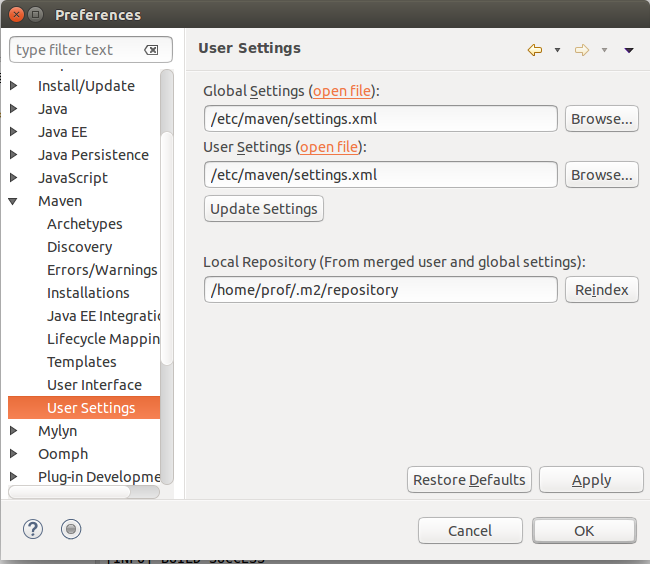 Preferences
type filter text
Install/Update
Java
Java EE
Java Persistence
JavaScript
Maven
Archetypes
Discovery
Errors/Warnings
Installations
Java EE Integratio
Lifecycle Mappin
Templates
User Interface
User Settings
Mylyn
Oomph
Plug-in Developme
User Settings
Global Settings (open file):
/etc/maven/settings.xml
Browse...
User Settings (open file):
/etc/maven/settings.xml
Browse...
Update Settings
Local Repository (From merged user and global settings):
/home/prof/.m2/repository
Reindex
Restore Defaults
Apply
?
Cancel
OK
[INFO] BUILD SUCCESS